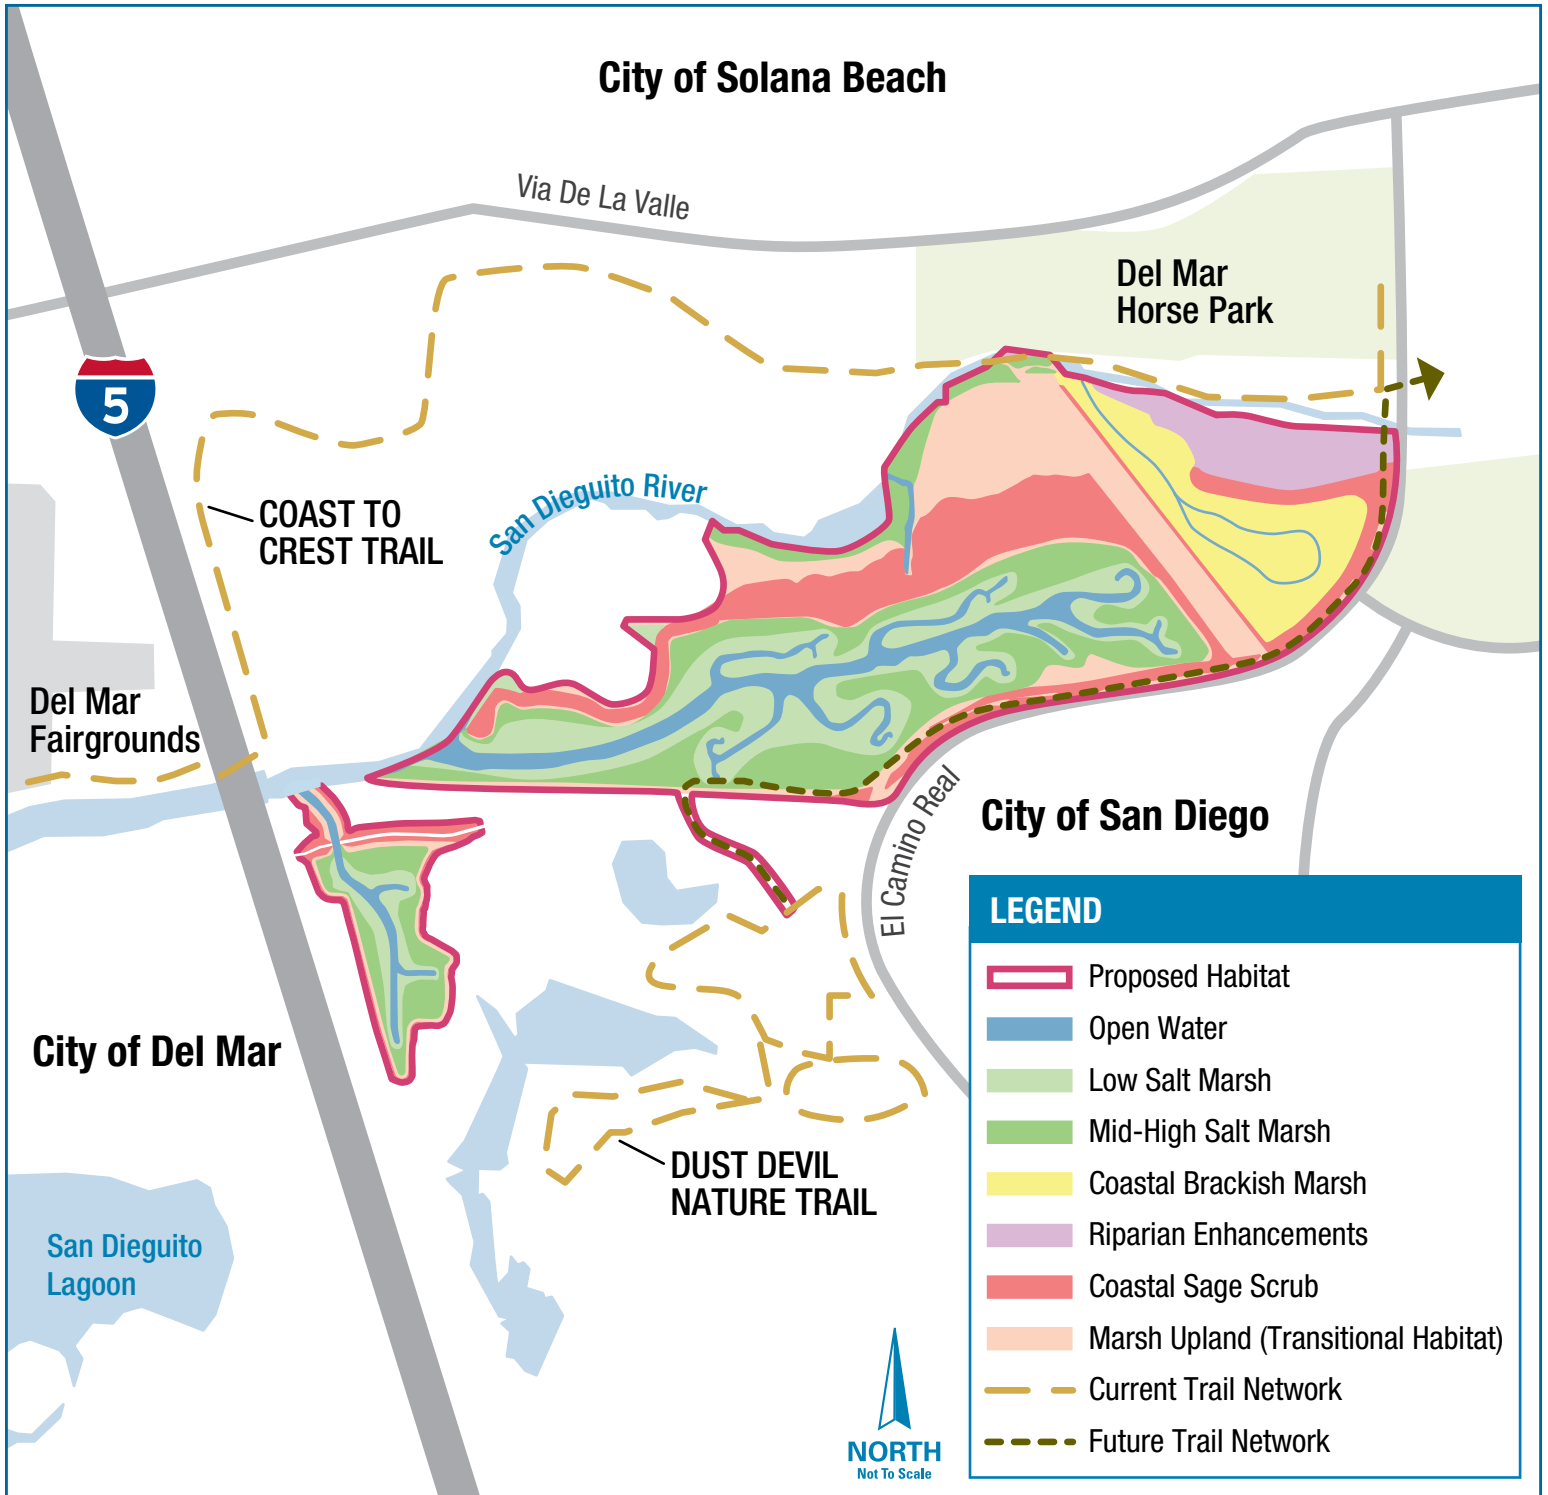 City of Solana Beach
Via De La Valle
Del Mar
Horse Park
5
San Dieguito River
COAST TO
CREST TRAIL
Del Mar
Fairgrounds
El Camino Real
City of San Diego
City of Del Mar
DUST DEVIL
NATURE TRAIL
San Dieguito
Lagoon
NORTH
Not To Scale
LEGEND
Proposed Habitat
Open Water
Low Salt Marsh
Mid-High Salt Marsh
Coastal Brackish Marsh
Riparian Enhancements
Coastal Sage Scrub
Marsh Upland (Transitional Habitat)
Current Trail Network
Future Trail Network